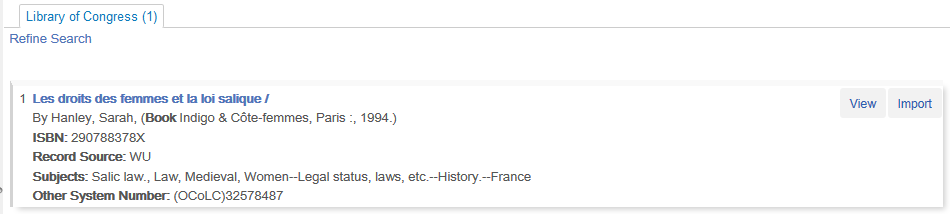 Library of Congress (1)
Refine Search
1 Les droits des femmes et la loi salique /
View Import
By Hanley, Sarah, (Book Indigo & Côte-femmes, Paris :, 1994.)
ISBN: 290788378X
Record Source: WU
Subjects: Salic law., Law, Medieval, Women--Legal status, laws, etc.--History.--France
Other System Number: (OCoLC)32578487